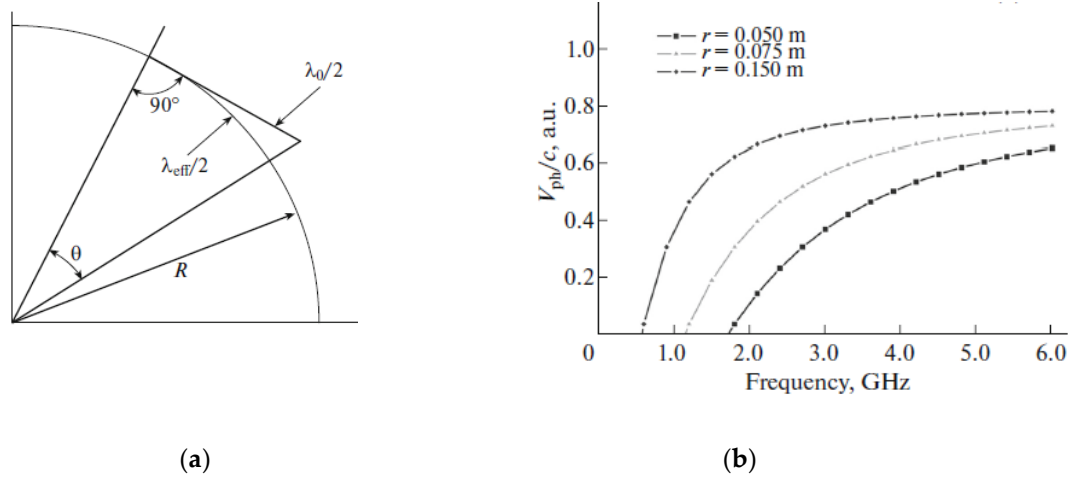 λ₀/2
90°
λeff/2
θ
R
r = 0.050 m
r = 0.075 m
r = 0.150 m
1.0
0.8
0.6
0.4
0.2
Vph/c, a.u.
0 1.0 2.0 3.0 4.0 5.0 6.0
Frequency, GHz
(a) (b)